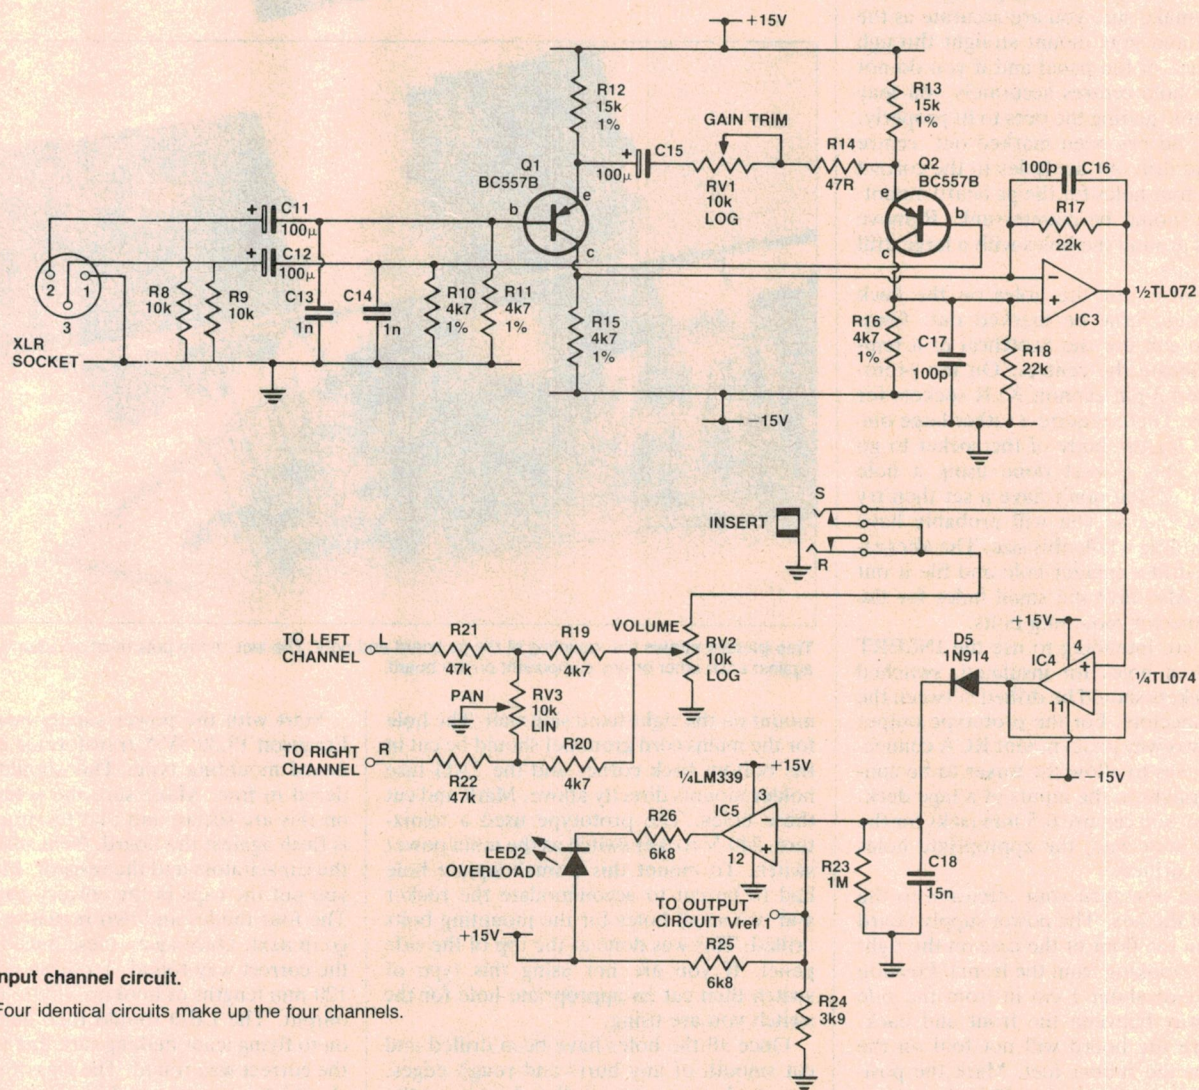 +15V
R12
15k
1%
R13
15k
1%
GAIN TRIM
Q1
BC557B
+
C15
100µ
RV1
10k
LOG
R14
47R
Q2
BC557B
100p
C16
R17
22k
e
b
c
e
b
c
+
C11
100µ
+
C12
100µ
2
1
3
R8
10k
R9
10k
C13
1n
C14
1n
R10
4k7
1%
R11
4k7
1%
R15
4k7
1%
R16
4k7
1%
C17
100p
R18
22k
−
+
IC3
½TL072
XLR
SOCKET
−15V
INSERT
S
R
TO LEFT
CHANNEL
L
R21
47k
R19
4k7
VOLUME
RV2
10k
LOG
PAN
RV3
10k
LIN
TO RIGHT
CHANNEL
R
R22
47k
R20
4k7
+15V
D5
1N914
IC4
4
+
−
11
¼TL074
−15V
¼LM339
+15V
3
IC5
−
+
12
R26
6k8
LED2
OVERLOAD
TO OUTPUT
CIRCUIT Vref 1
+15V
R25
6k8
R24
3k9
R23
1M
C18
15n
nput channel circuit.
Four identical circuits make up the four channels.